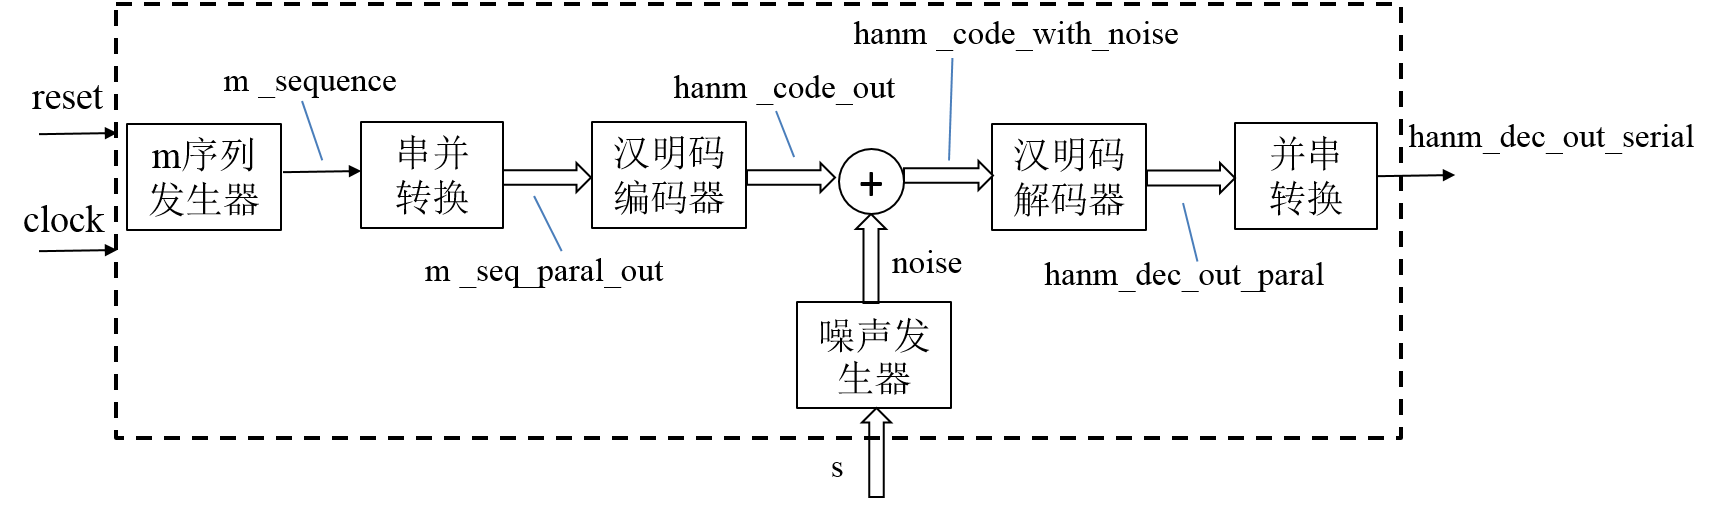 hanm _code_with_noise
m _sequence
hanm _code_out
reset
hanm_dec_out_serial
m序列
发生器
串并
转换
汉明码
编码器
+
汉明码
解码器
并串
转换
clock
m _seq_paral_out
noise
hanm_dec_out_paral
噪声发
生器
s